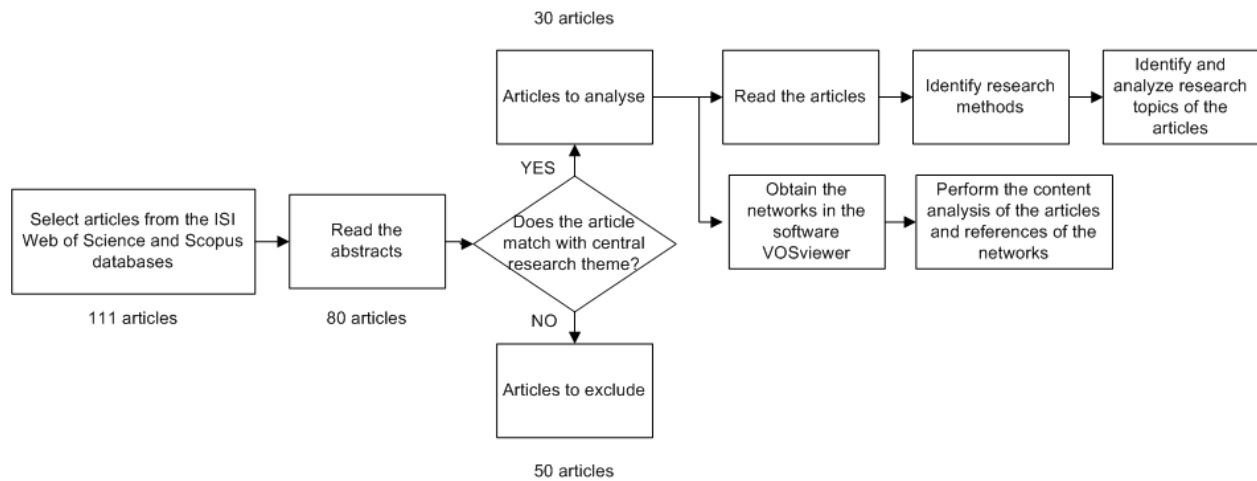 30 articles
Articles to analyse
Read the articles
Identify research
methods
Identify and
analyze research
topics of the
articles
YES
Obtain the
networks in the
software
VOSviewer
Perform the content
analysis of the articles
and references of the
networks
Select articles from the ISI
Web of Science and Scopus
databases
Read the
abstracts
Does the article
match with central
research theme?
111 articles
80 articles
NO
Articles to exclude
50 articles